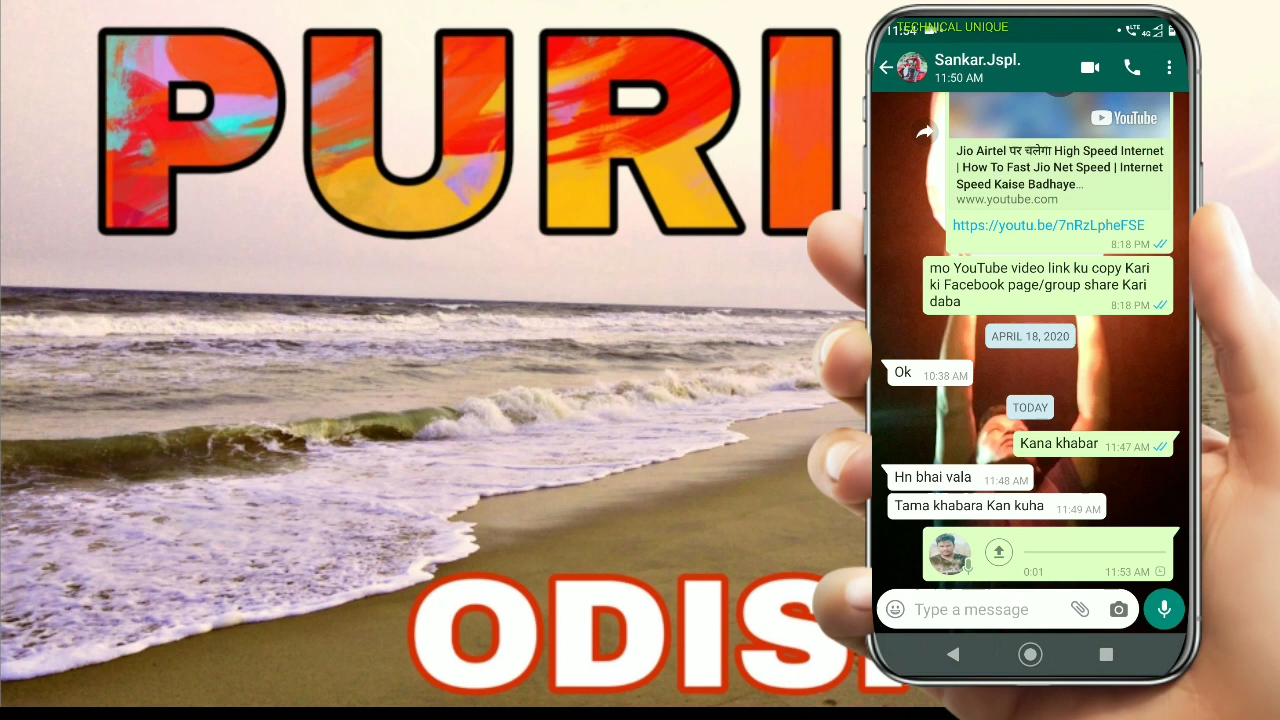 PURI
ODIS
TECHNICAL UNIQUE
11:54
LTE
4G
Sankar.Jspl.
11:50 AM
YouTube
Jio Airtel पर चलेगा High Speed Internet
| How To Fast Jio Net Speed | Internet
Speed Kaise Badhaye...
www.youtube.com
https://youtu.be/7nRzLpheFSE
8:18 PM
mo YouTube video link ku copy Kari
ki Facebook page/group share Kari
daba
8:18 PM
APRIL 18, 2020
Ok 10:38 AM
TODAY
Kana khabar 11:47 AM
Hn bhai vala 11:48 AM
Tama khabara Kan kuha 11:49 AM
0:01 11:53 AM
Type a message